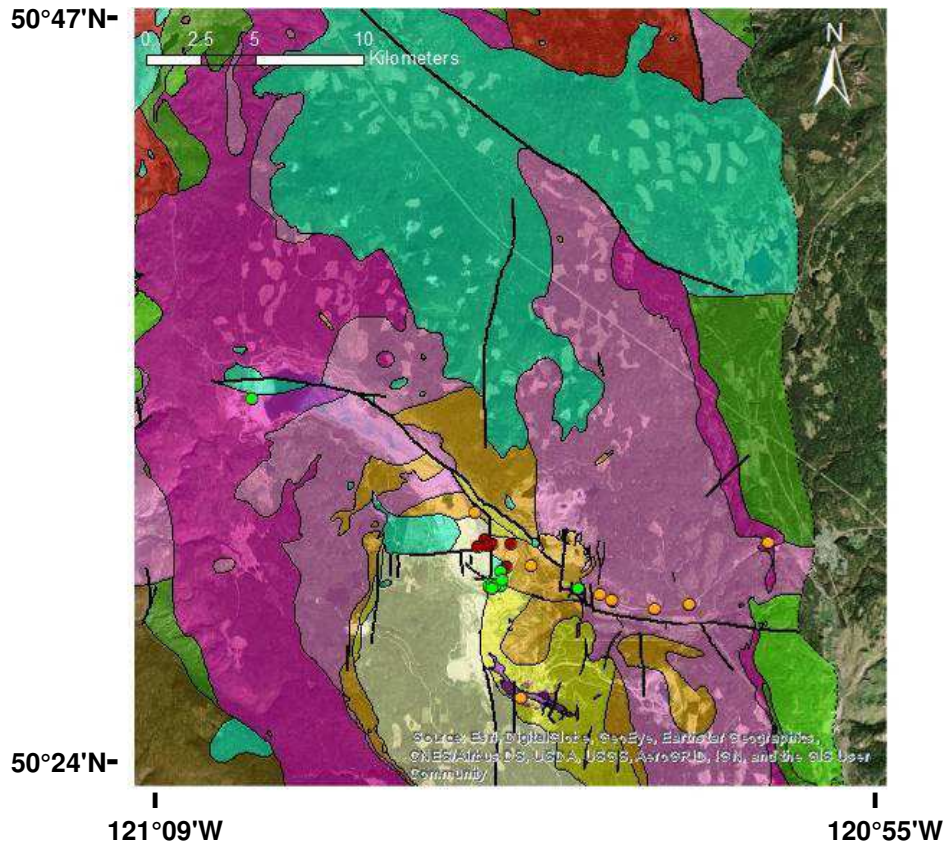 50°47'N
N
0 2.5 5 10
Kilometers
Source: Esri, DigitalGlobe, GeoEye, Earthstar Geographics,
CNES/Airbus DS, USDA, USGS, AeroGRID, IGN, and the GIS User
Community
50°24'N
121°09'W 120°55'W